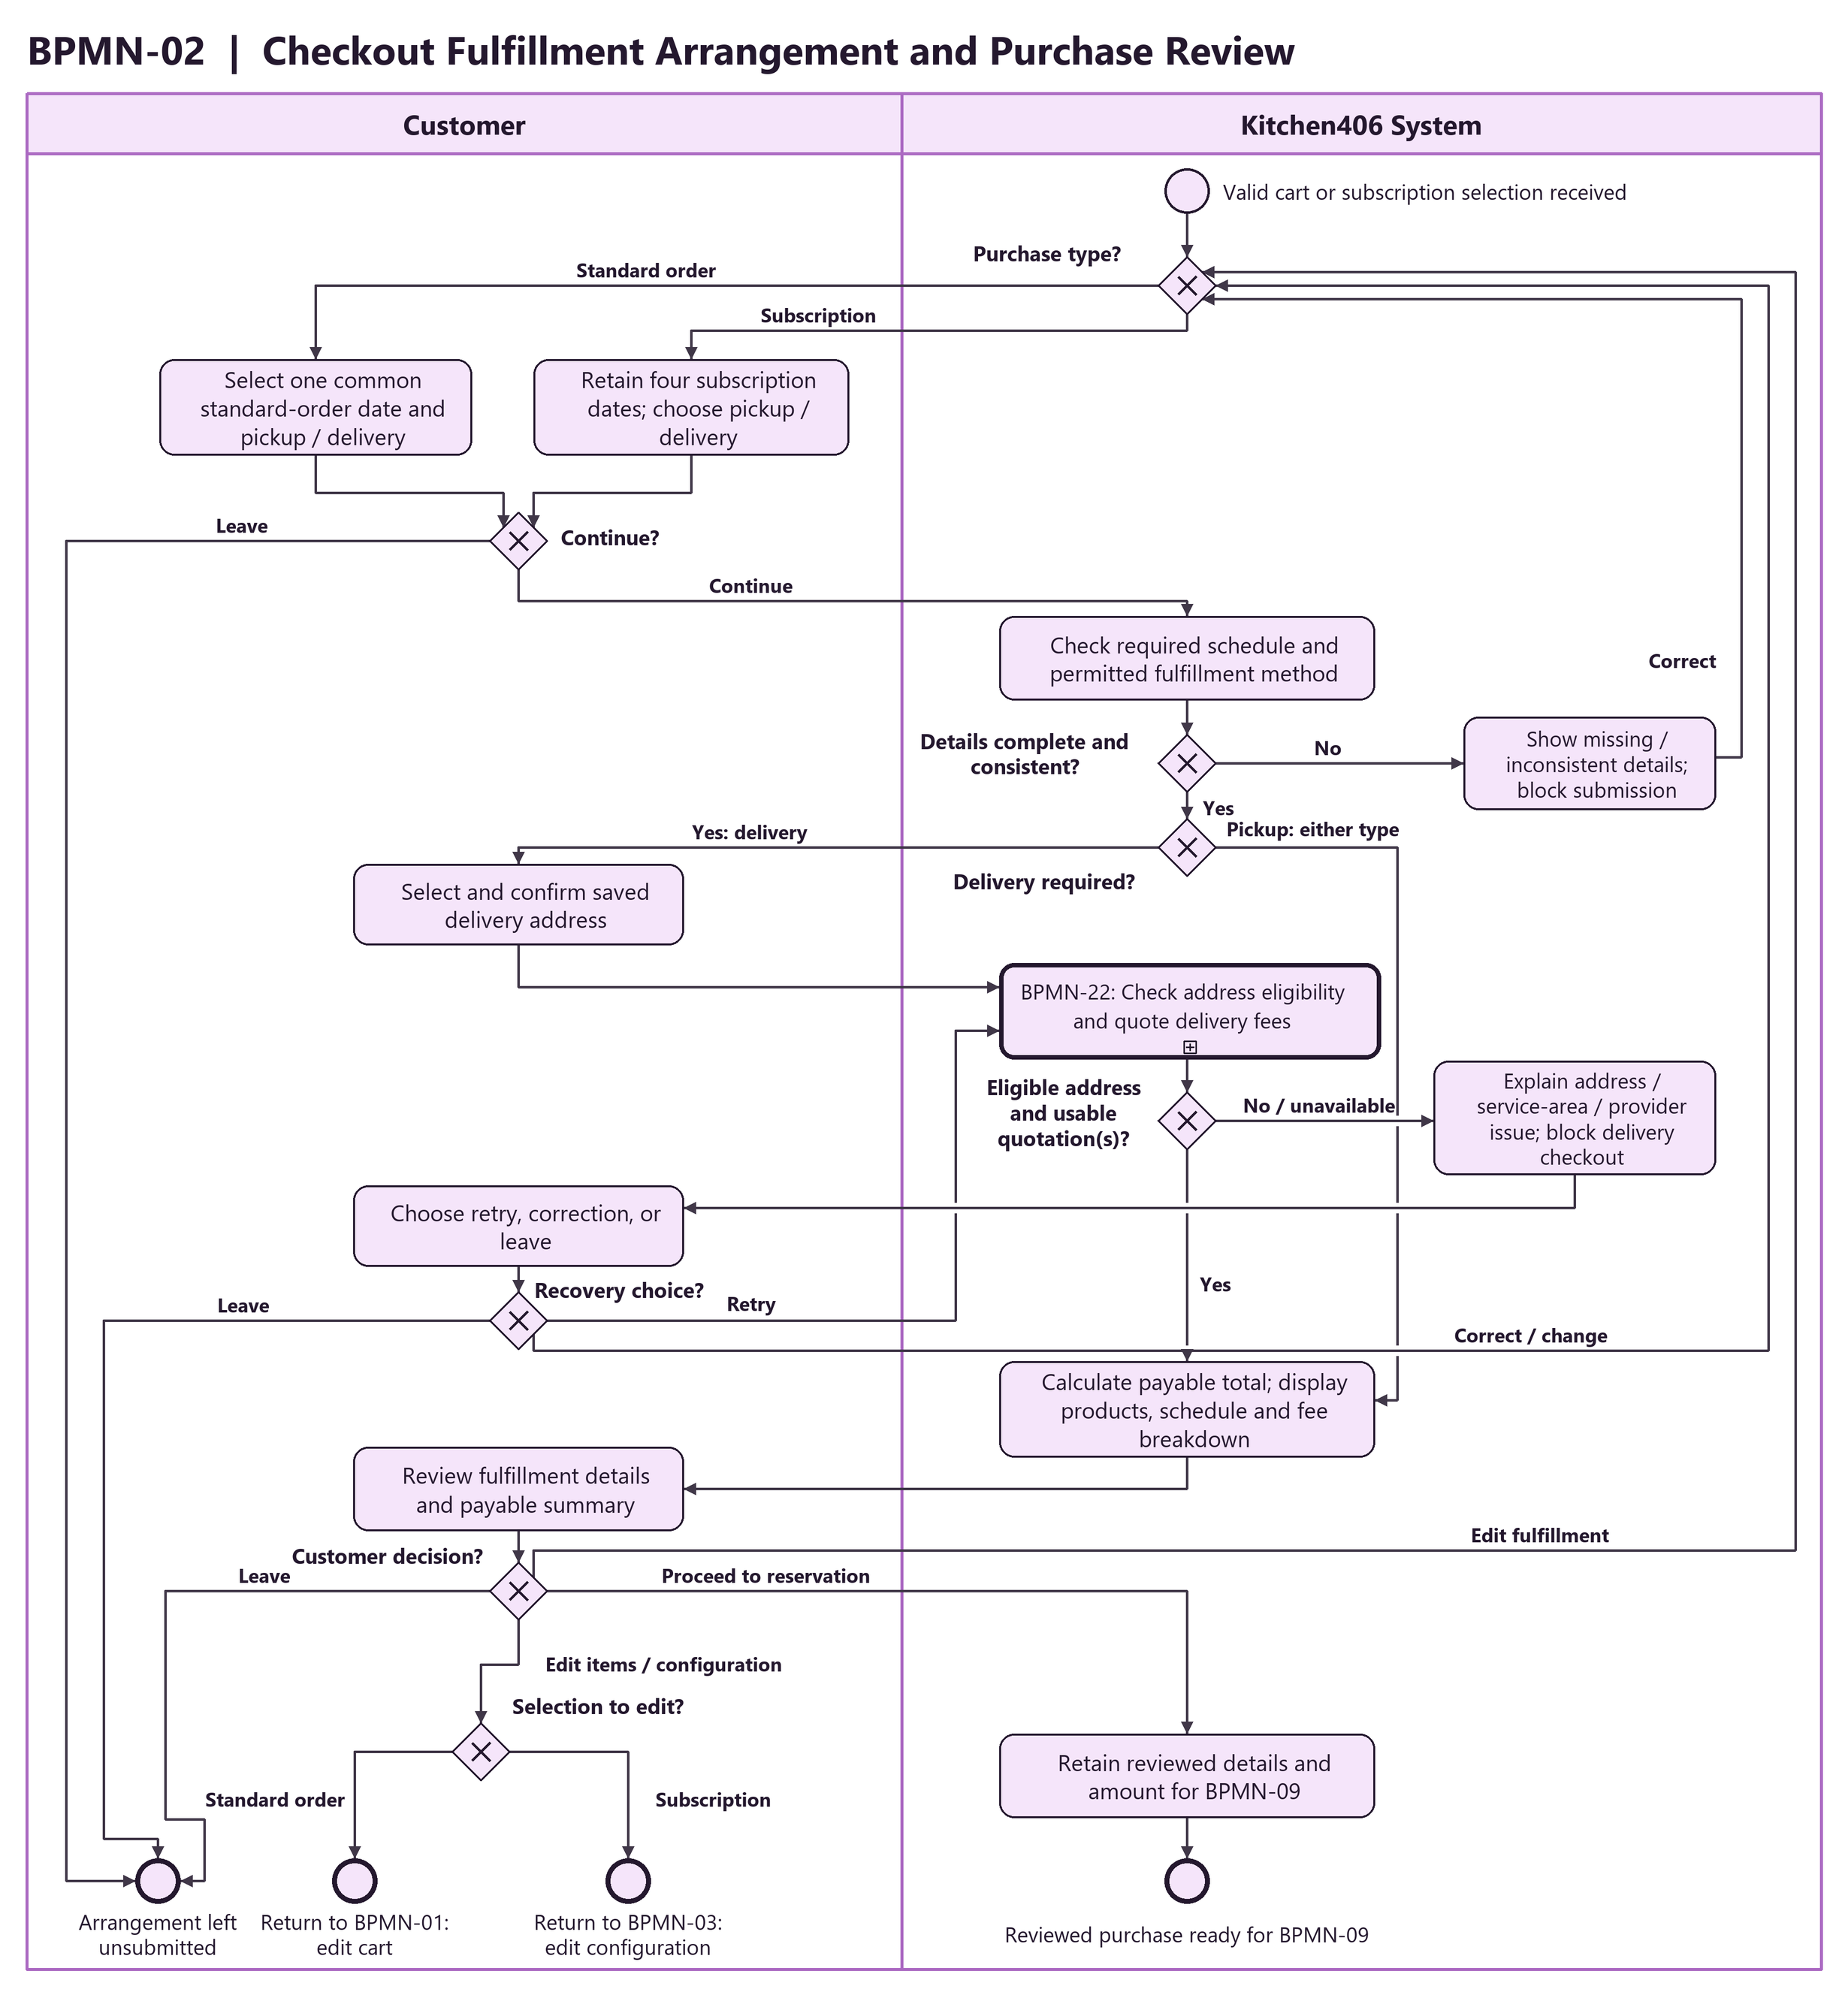 BPMN-02 | Checkout Fulfillment Arrangement and Purchase Review
Customer
Kitchen406 System
Valid cart or subscription selection received
Purchase type?
Standard order
Subscription
Select one common
standard-order date and
pickup / delivery
Retain four subscription
dates; choose pickup /
delivery
Leave
Continue?
Continue
Check required schedule and
permitted fulfillment method
Correct
Details complete and
consistent?
No
Show missing /
inconsistent details;
block submission
Yes
Yes: delivery
Pickup: either type
Delivery required?
Select and confirm saved
delivery address
BPMN-22: Check address eligibility
and quote delivery fees
Eligible address
and usable
quotation(s)?
No / unavailable
Explain address /
service-area / provider
issue; block delivery
checkout
Choose retry, correction, or
leave
Recovery choice?
Leave
Retry
Yes
Correct / change
Calculate payable total; display
products, schedule and fee
breakdown
Review fulfillment details
and payable summary
Edit fulfillment
Customer decision?
Leave
Proceed to reservation
Edit items / configuration
Selection to edit?
Retain reviewed details and
amount for BPMN-09
Standard order
Subscription
Arrangement left
unsubmitted
Return to BPMN-01:
edit cart
Return to BPMN-03:
edit configuration
Reviewed purchase ready for BPMN-09